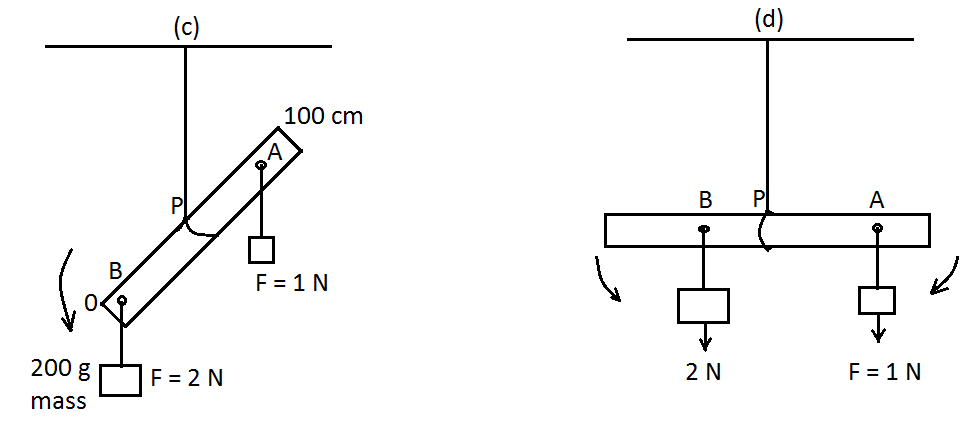 (c)
100 cm
A
P
F = 1 N
B
0
200 g
mass
F = 2 N
(d)
B
P
A
2 N
F = 1 N